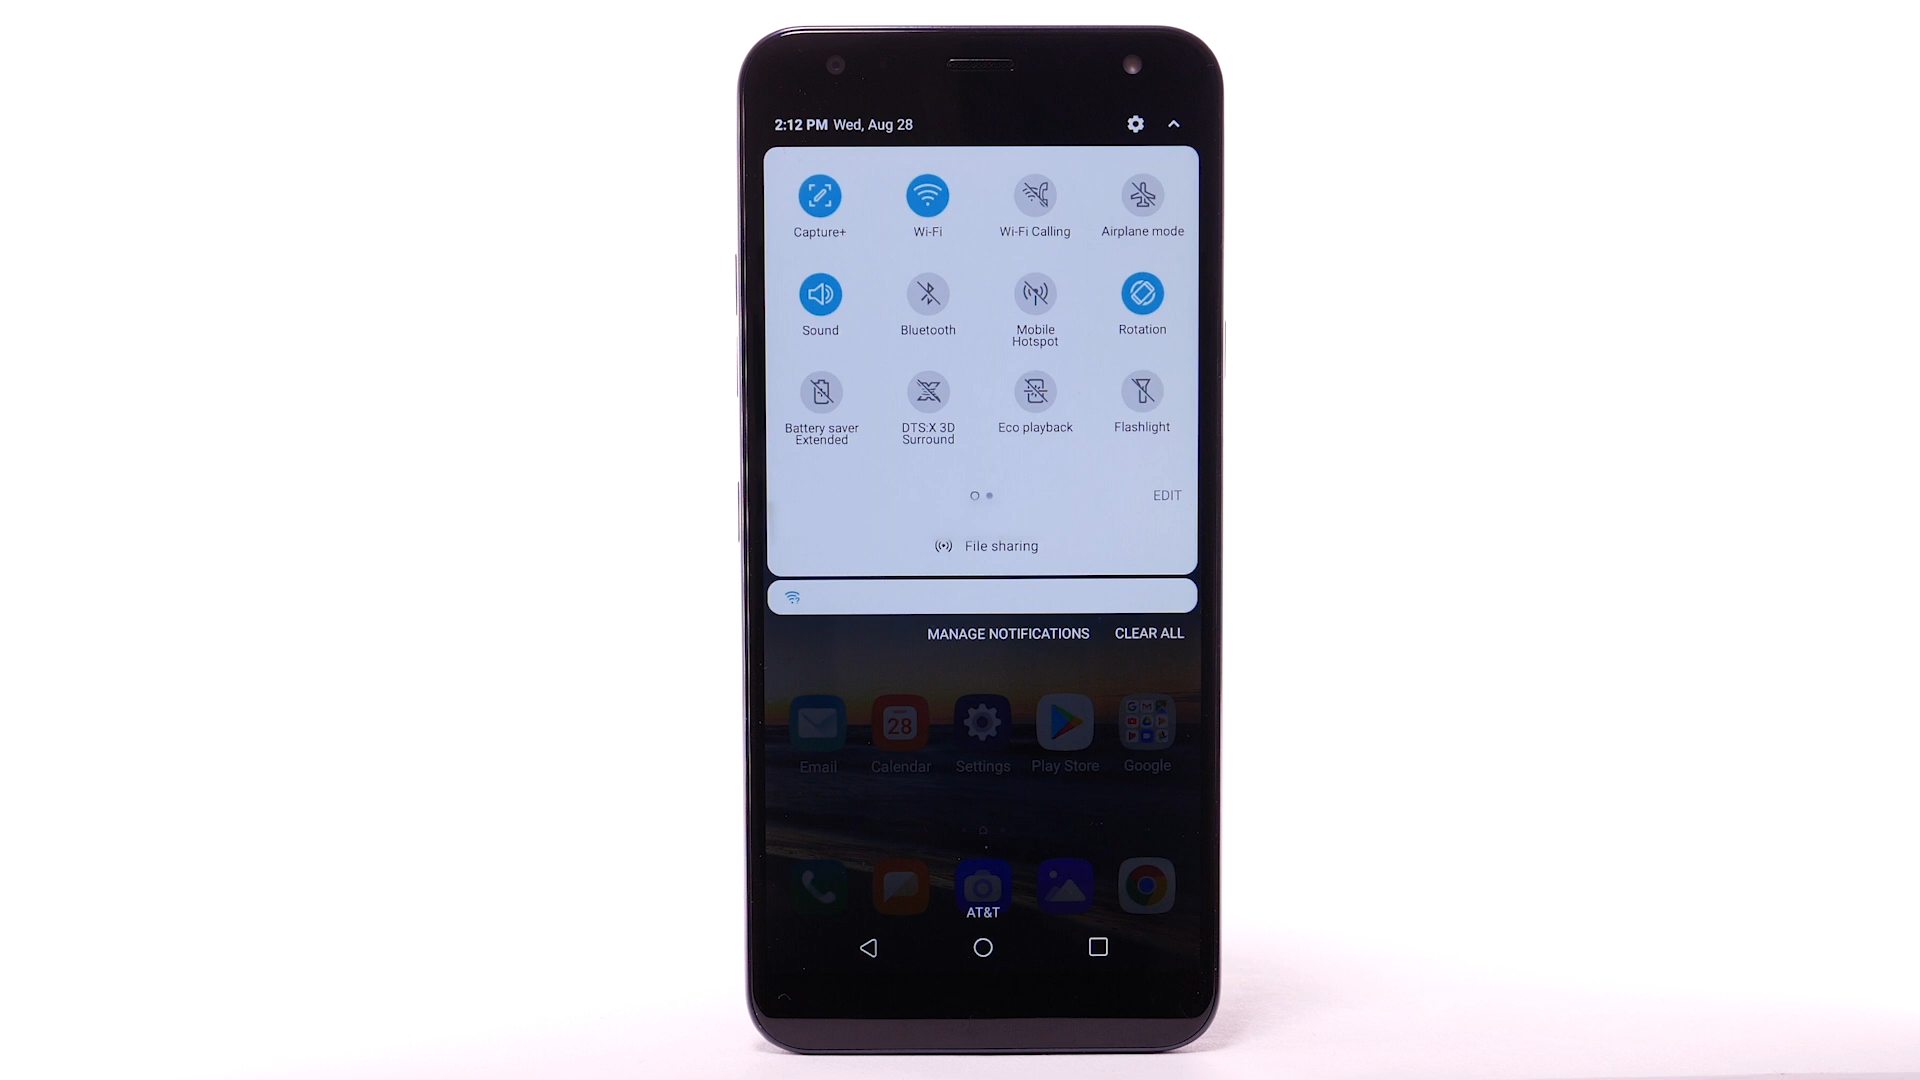 2:12 PM Wed, Aug 28
Capture+ Wi-Fi Wi-Fi Calling Airplane mode
Sound Bluetooth Mobile Hotspot Rotation
Battery saver Extended DTS:X 3D Surround Eco playback Flashlight
EDIT
File sharing
MANAGE NOTIFICATIONS CLEAR ALL
28
Email Calendar Settings Play Store Google
AT&T